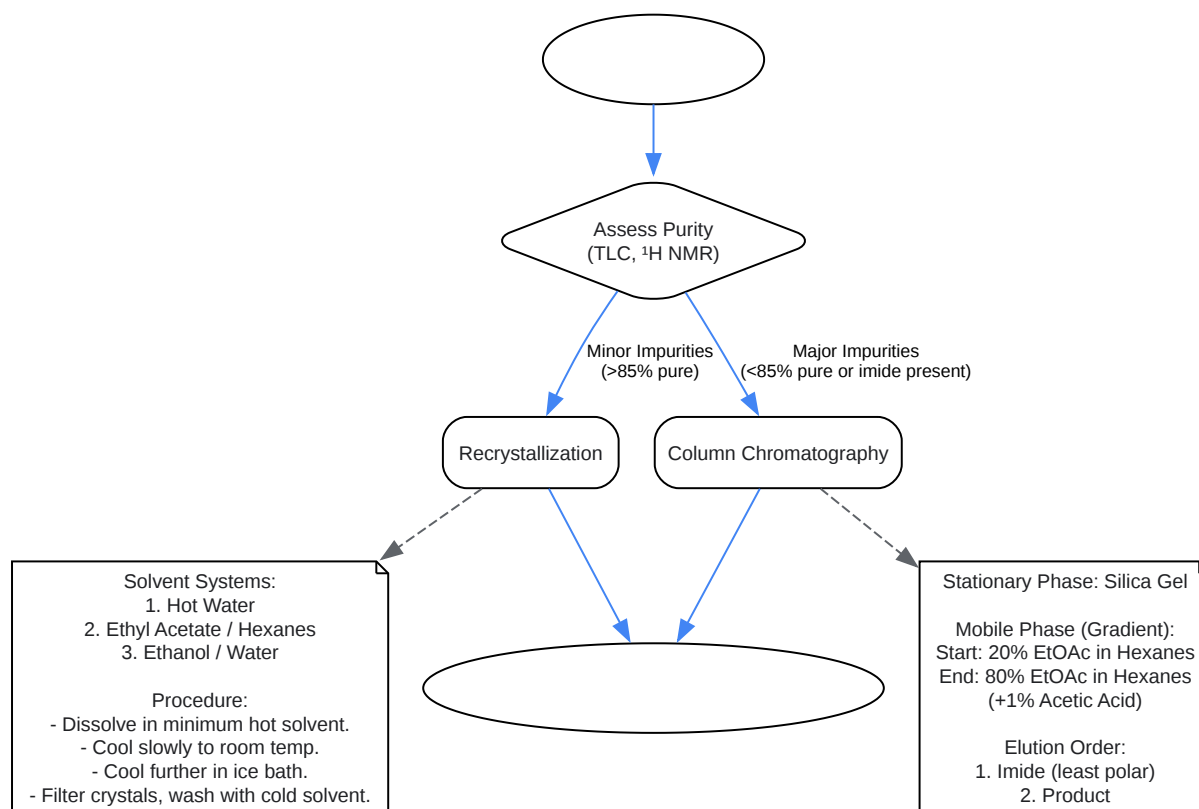 Assess Purity
(TLC, ¹H NMR)
Minor Impurities
(>85% pure)
Major Impurities
(<85% pure or imide present)
Recrystallization
Column Chromatography
Solvent Systems:
1. Hot Water
2. Ethyl Acetate / Hexanes
3. Ethanol / Water
Procedure:
- Dissolve in minimum hot solvent.
- Cool slowly to room temp.
- Cool further in ice bath.
- Filter crystals, wash with cold solvent.
Stationary Phase: Silica Gel
Mobile Phase (Gradient):
Start: 20% EtOAc in Hexanes
End: 80% EtOAc in Hexanes
(+1% Acetic Acid)
Elution Order:
1. Imide (least polar)
2. Product